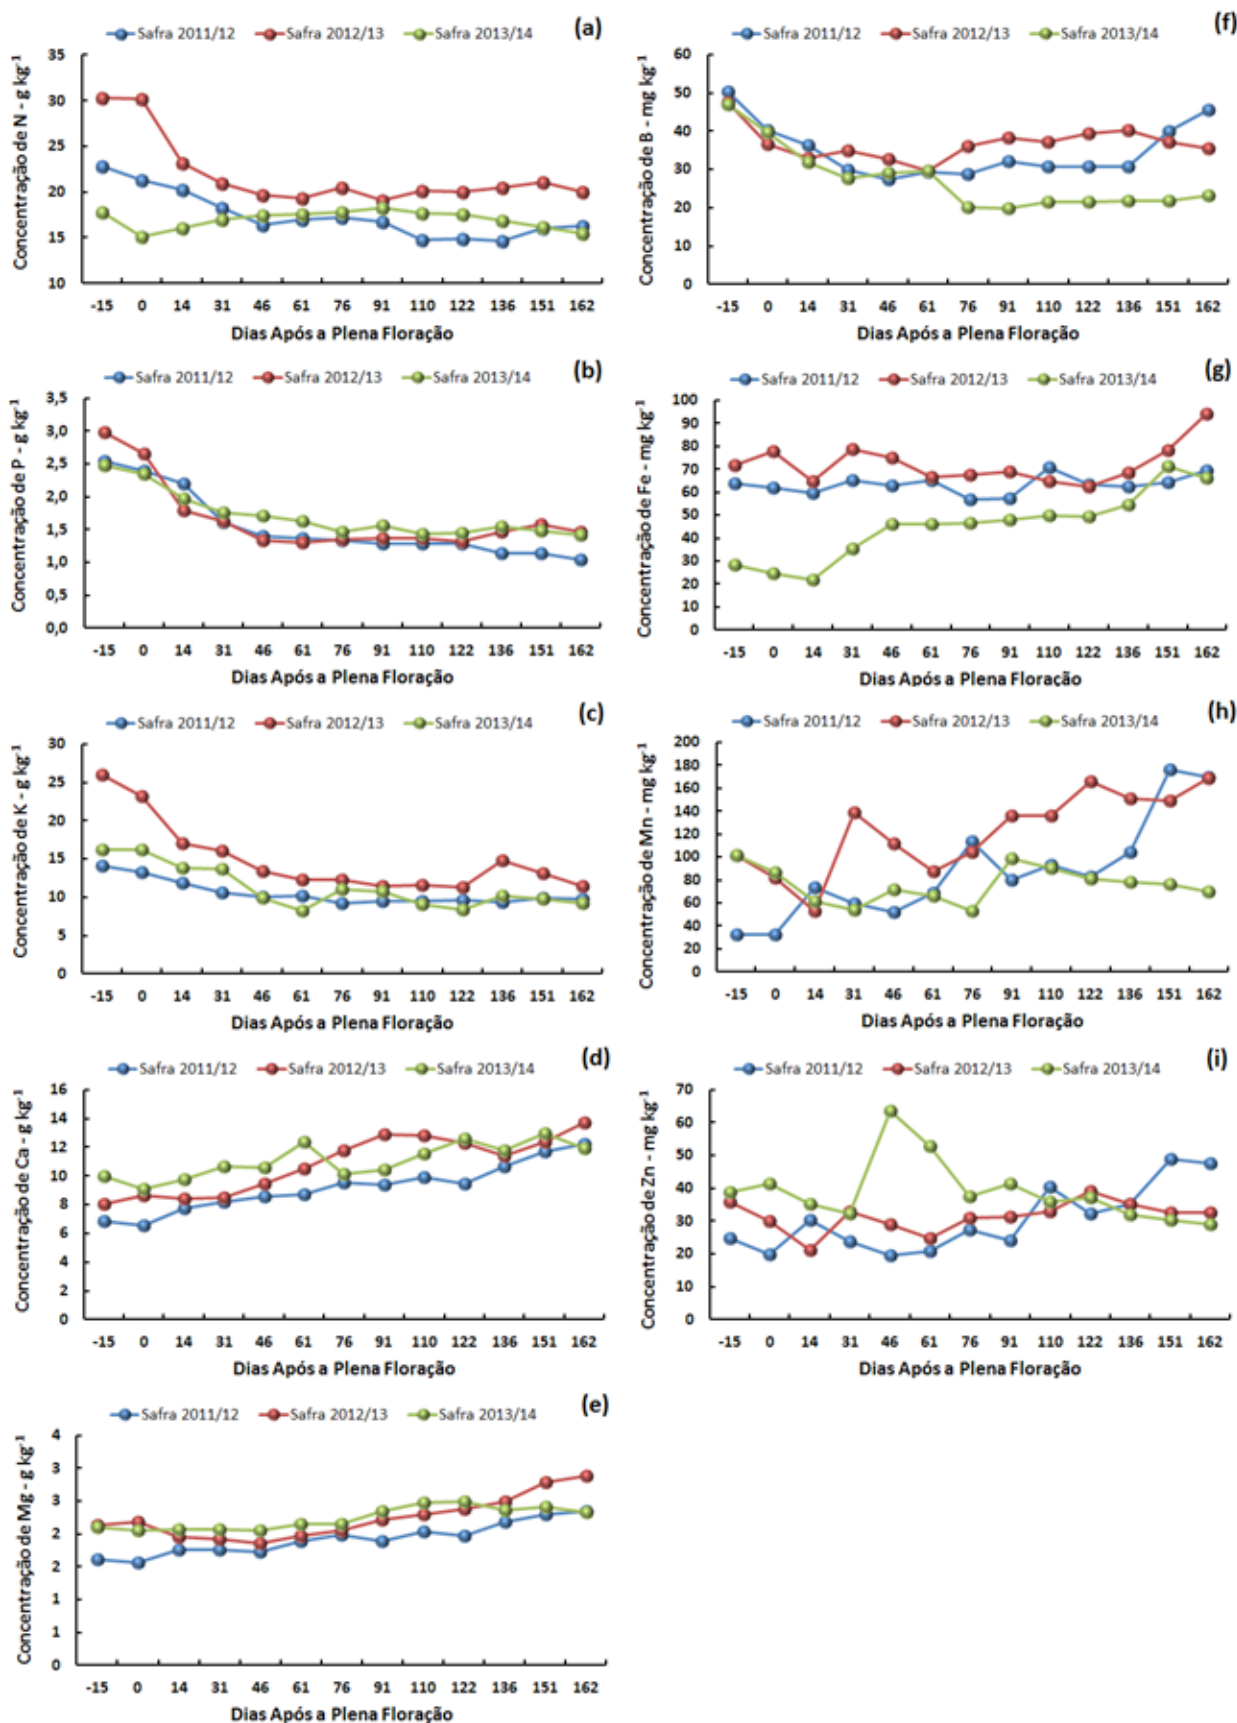 (a)
Safra 2011/12 Safra 2012/13 Safra 2013/14
Concentração de N - g kg-1
35
30
25
20
15
10
-15 0 14 31 46 61 76 91 110 122 136 151 162
Dias Após a Plena Floração
(b)
Safra 2011/12 Safra 2012/13 Safra 2013/14
Concentração de P - g kg-1
3,5
3,0
2,5
2,0
1,5
1,0
0,5
0,0
-15 0 14 31 46 61 76 91 110 122 136 151 162
Dias Após a Plena Floração
(c)
Safra 2011/12 Safra 2012/13 Safra 2013/14
Concentração de K - g kg-1
30
25
20
15
10
5
0
-15 0 14 31 46 61 76 91 110 122 136 151 162
Dias Após a Plena Floração
(d)
Safra 2011/12 Safra 2012/13 Safra 2013/14
Concentração de Ca - g kg-1
16
14
12
10
8
6
4
2
0
-15 0 14 31 46 61 76 91 110 122 136 151 162
Dias Após a Plena Floração
(e)
Safra 2011/12 Safra 2012/13 Safra 2013/14
Concentração de Mg - g kg-1
4
3
3
2
2
1
1
0
-15 0 14 31 46 61 76 91 110 122 136 151 162
Dias Após a Plena Floração
(f)
Safra 2011/12 Safra 2012/13 Safra 2013/14
Concentração de B - mg kg-1
60
50
40
30
20
10
0
-15 0 14 31 46 61 76 91 110 122 136 151 162
Dias Após a Plena Floração
(g)
Safra 2011/12 Safra 2012/13 Safra 2013/14
Concentração de Fe - mg kg-1
100
90
80
70
60
50
40
30
20
10
0
-15 0 14 31 46 61 76 91 110 122 136 151 162
Dias Após a Plena Floração
(h)
Safra 2011/12 Safra 2012/13 Safra 2013/14
Concentração de Mn - mg kg-1
200
180
160
140
120
100
80
60
40
20
0
-15 0 14 31 46 61 76 91 110 122 136 151 162
Dias Após a Plena Floração
(i)
Safra 2011/12 Safra 2012/13 Safra 2013/14
Concentração de Zn - mg kg-1
70
60
50
40
30
20
10
0
-15 0 14 31 46 61 76 91 110 122 136 151 162
Dias Após a Plena Floração